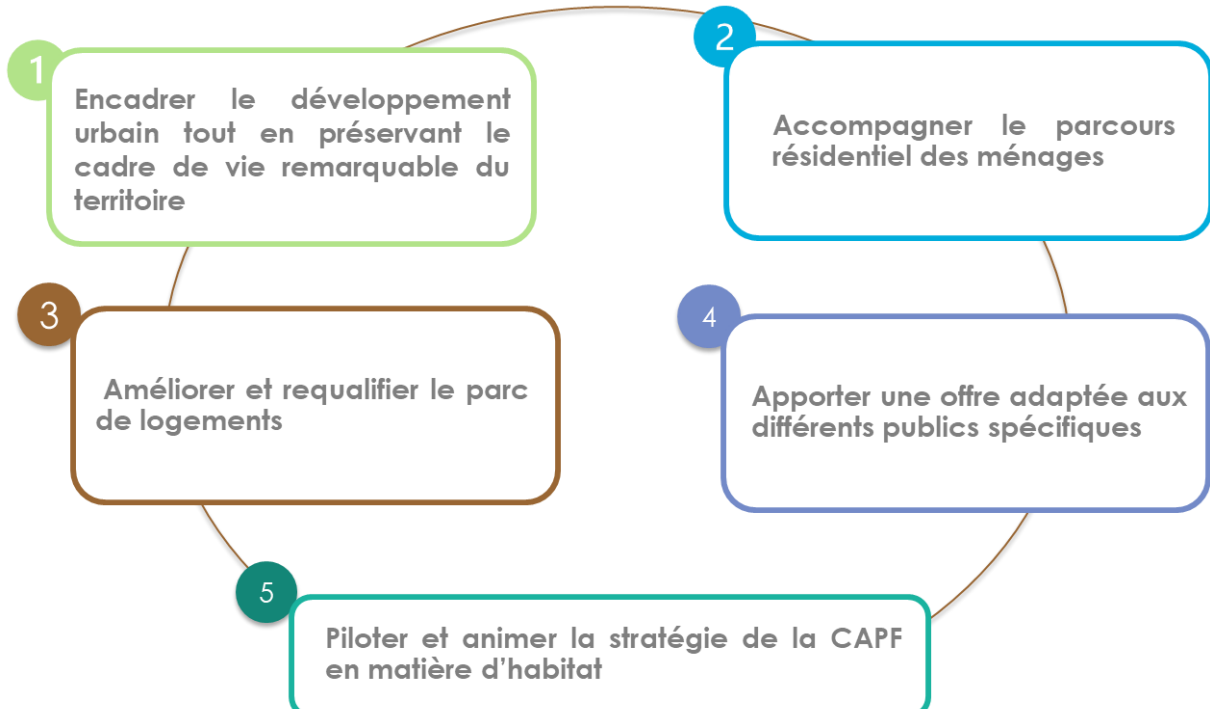 1
Encadrer le développement
urbain tout en préservant le
cadre de vie remarquable du
territoire
2
Accompagner le parcours
résidentiel des ménages
3
Améliorer et requalifier le parc
de logements
4
Apporter une offre adaptée aux
différents publics spécifiques
5
Piloter et animer la stratégie de la CAPF
en matière d’habitat